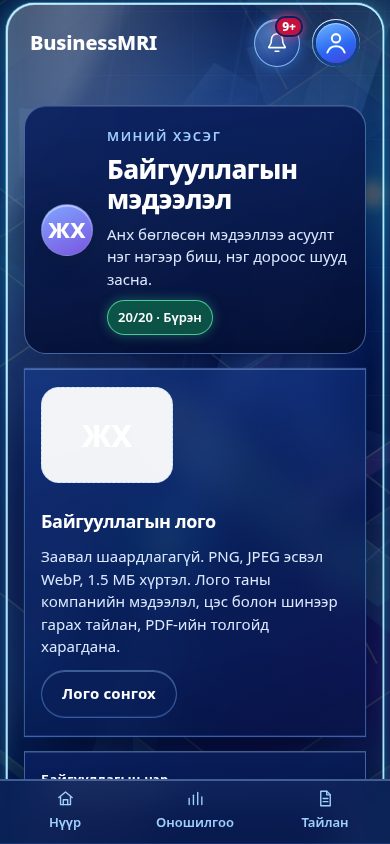 BusinessMRI
9+
МИНИЙ ХЭСЭГ
Байгууллагын
мэдээлэл
ЖХ
Анх бөглөсөн мэдээллээ асуулт
нэг нэгээр биш, нэг дороос шууд
засна.
20/20 · Бүрэн
ЖХ
Байгууллагын лого
Заавал шаардлагагүй. PNG, JPEG эсвэл
WebP, 1.5 МБ хүртэл. Лого таны
компанийн мэдээлэл, цэс болон шинээр
гарах тайлан, PDF-ийн толгойд
харагдана.
Лого сонгох
Байгууллагын нэр
Нүүр
Оношилгоо
Тайлан